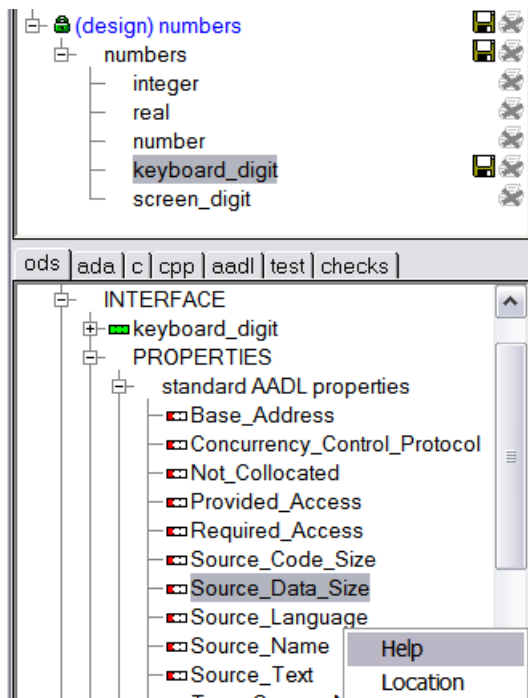 (design) numbers
numbers
integer
real
number
keyboard_digit
screen_digit
ods ada c cpp aadl test checks
INTERFACE
keyboard_digit
PROPERTIES
standard AADL properties
Base_Address
Concurrency_Control_Protocol
Not_Collocated
Provided_Access
Required_Access
Source_Code_Size
Source_Data_Size
Source_Language
Source_Name
Source_Text
Help
Location